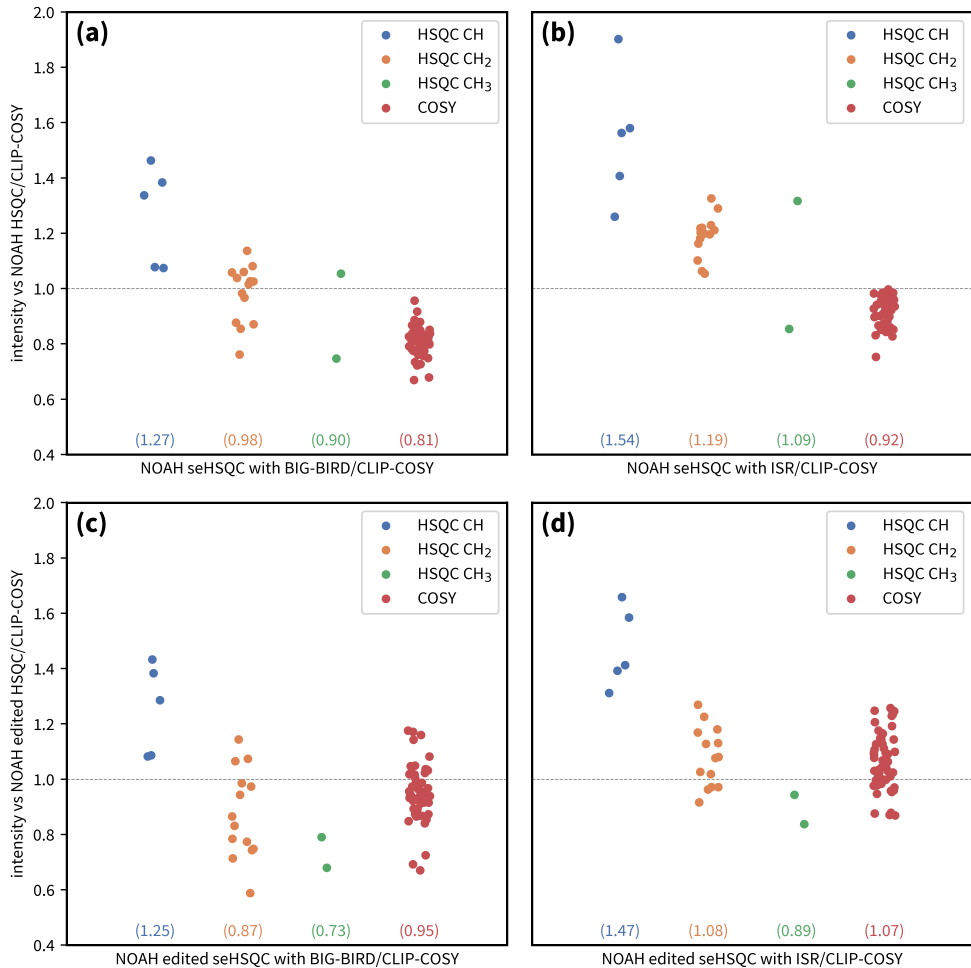 (a)
HSQC CH
HSQC CH2
HSQC CH3
COSY
2.0
1.8
1.6
1.4
1.2
1.0
0.8
0.6
0.4
intensity vs NOAH HSQC/CLIP-COSY
(1.27) (0.98) (0.90) (0.81)
NOAH seHSQC with BIG-BIRD/CLIP-COSY
(b)
HSQC CH
HSQC CH2
HSQC CH3
COSY
(1.54) (1.19) (1.09) (0.92)
NOAH seHSQC with ISR/CLIP-COSY
(c)
HSQC CH
HSQC CH2
HSQC CH3
COSY
2.0
1.8
1.6
1.4
1.2
1.0
0.8
0.6
0.4
intensity vs NOAH edited HSQC/CLIP-COSY
(1.25) (0.87) (0.73) (0.95)
NOAH edited seHSQC with BIG-BIRD/CLIP-COSY
(d)
HSQC CH
HSQC CH2
HSQC CH3
COSY
(1.47) (1.08) (0.89) (1.07)
NOAH edited seHSQC with ISR/CLIP-COSY